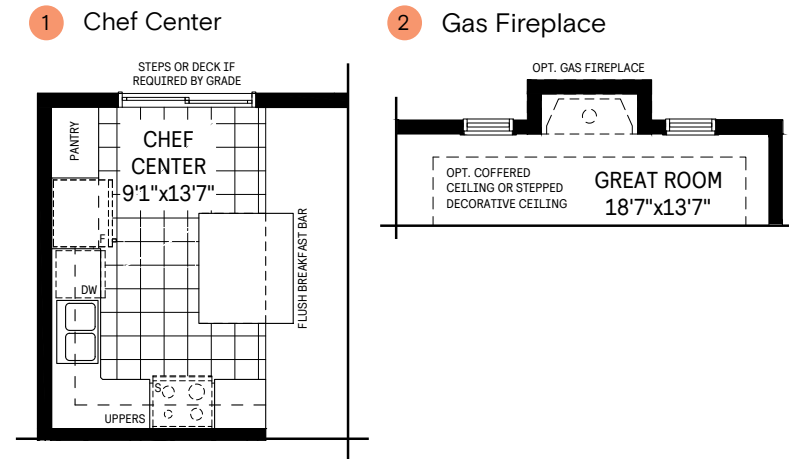 1 Chef Center
STEPS OR DECK IF
REQUIRED BY GRADE
PANTRY
CHEF
CENTER
9'1"x13'7"
F
DW
FLUSH BREAKFAST BAR
S
UPPERS
2 Gas Fireplace
OPT. GAS FIREPLACE
OPT. COFFERED
CEILING OR STEPPED
DECORATIVE CEILING
GREAT ROOM
18'7"x13'7"